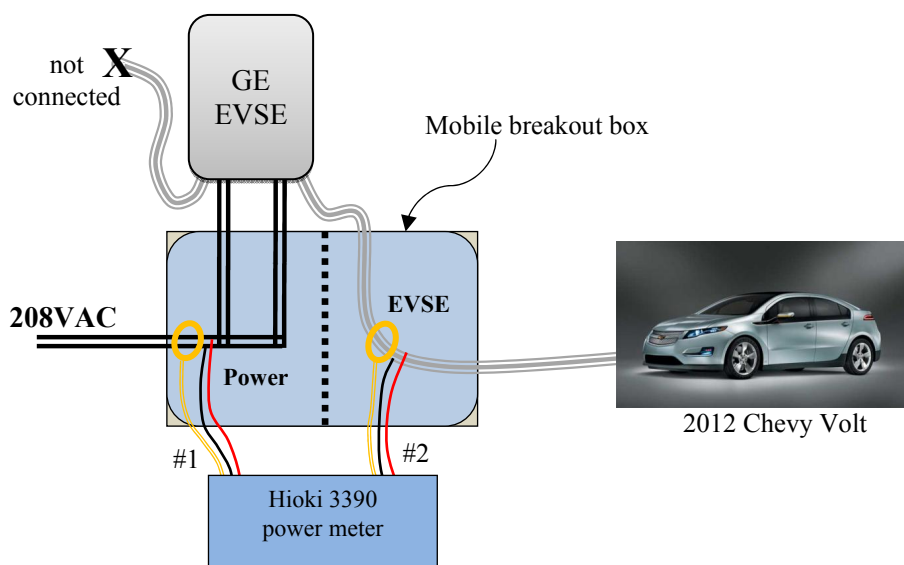 not
connected
X
GE
EVSE
Mobile breakout box
208VAC
EVSE
Power
#1
#2
2012 Chevy Volt
Hioki 3390
power meter